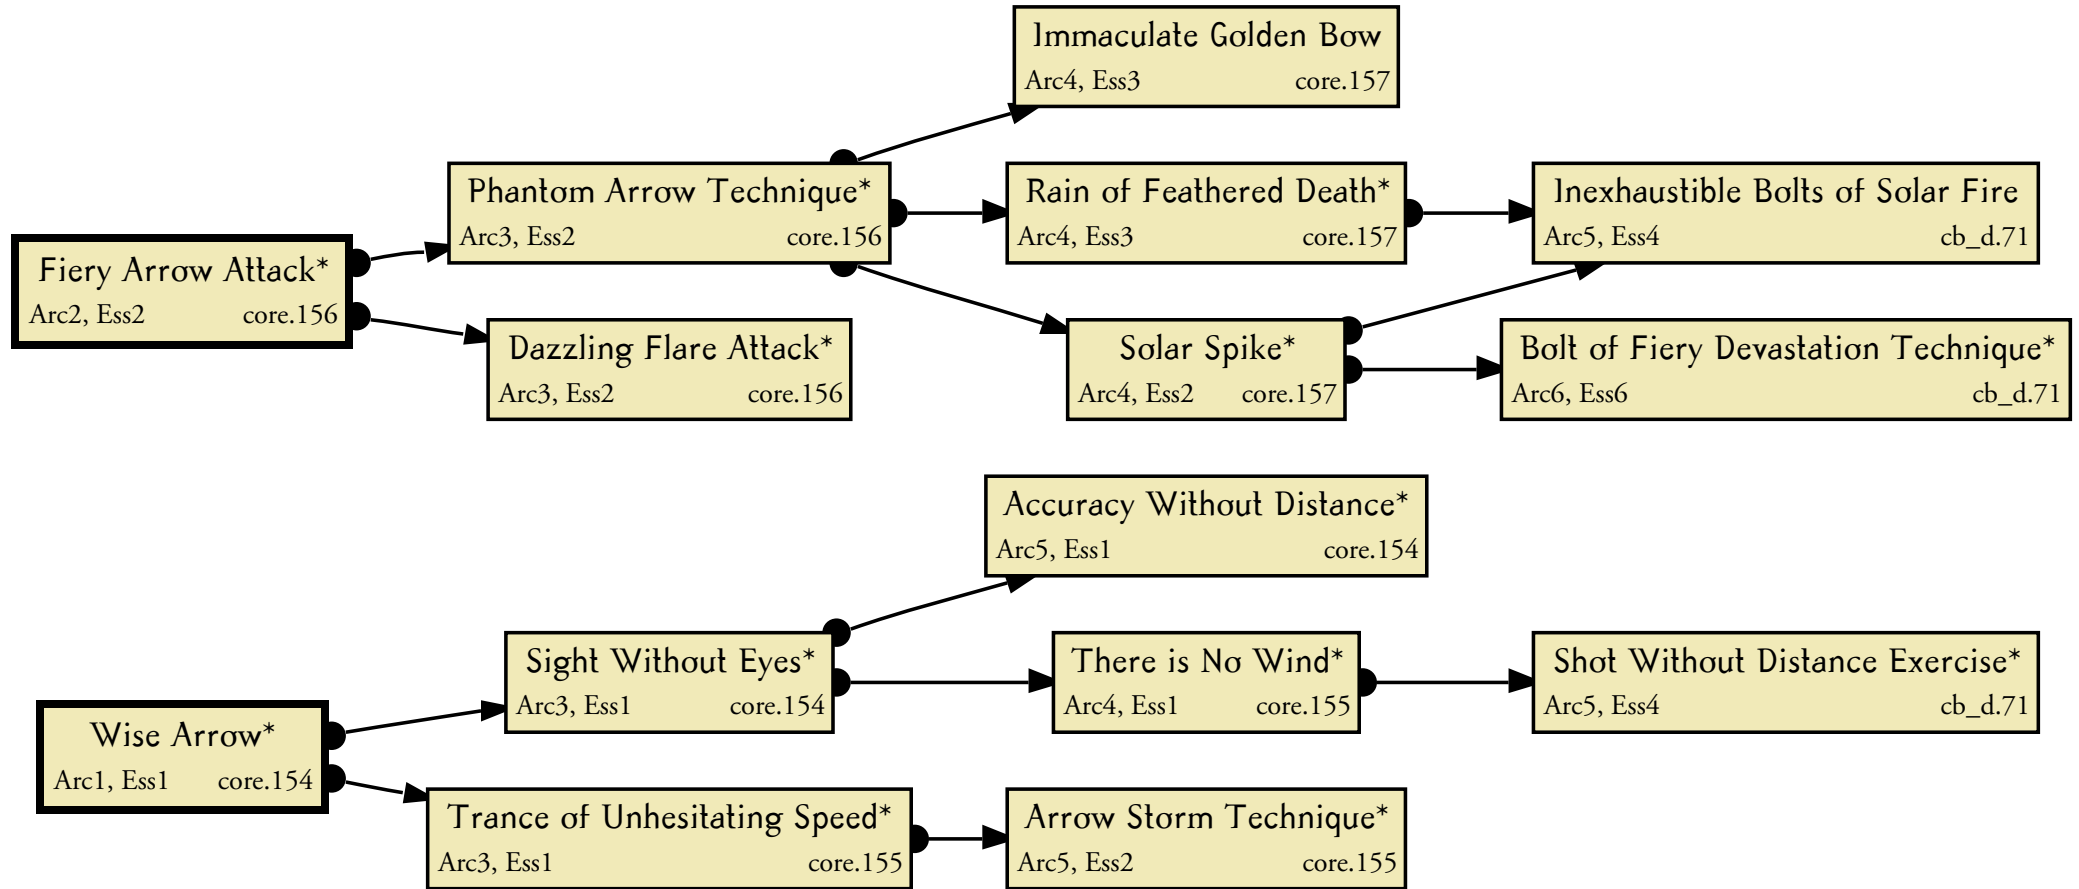 Immaculate Golden Bow
Arc4, Ess3 core.157
Phantom Arrow Technique*
Arc3, Ess2 core.156
Rain of Feathered Death*
Arc4, Ess3 core.157
Inexhaustible Bolts of Solar Fire
Arc5, Ess4 cb_d.71
Fiery Arrow Attack*
Arc2, Ess2 core.156
Dazzling Flare Attack*
Arc3, Ess2 core.156
Solar Spike*
Arc4, Ess2 core.157
Bolt of Fiery Devastation Technique*
Arc6, Ess6 cb_d.71
Accuracy Without Distance*
Arc5, Ess1 core.154
Sight Without Eyes*
Arc3, Ess1 core.154
There is No Wind*
Arc4, Ess1 core.155
Shot Without Distance Exercise*
Arc5, Ess4 cb_d.71
Wise Arrow*
Arc1, Ess1 core.154
Trance of Unhesitating Speed*
Arc3, Ess1 core.155
Arrow Storm Technique*
Arc5, Ess2 core.155